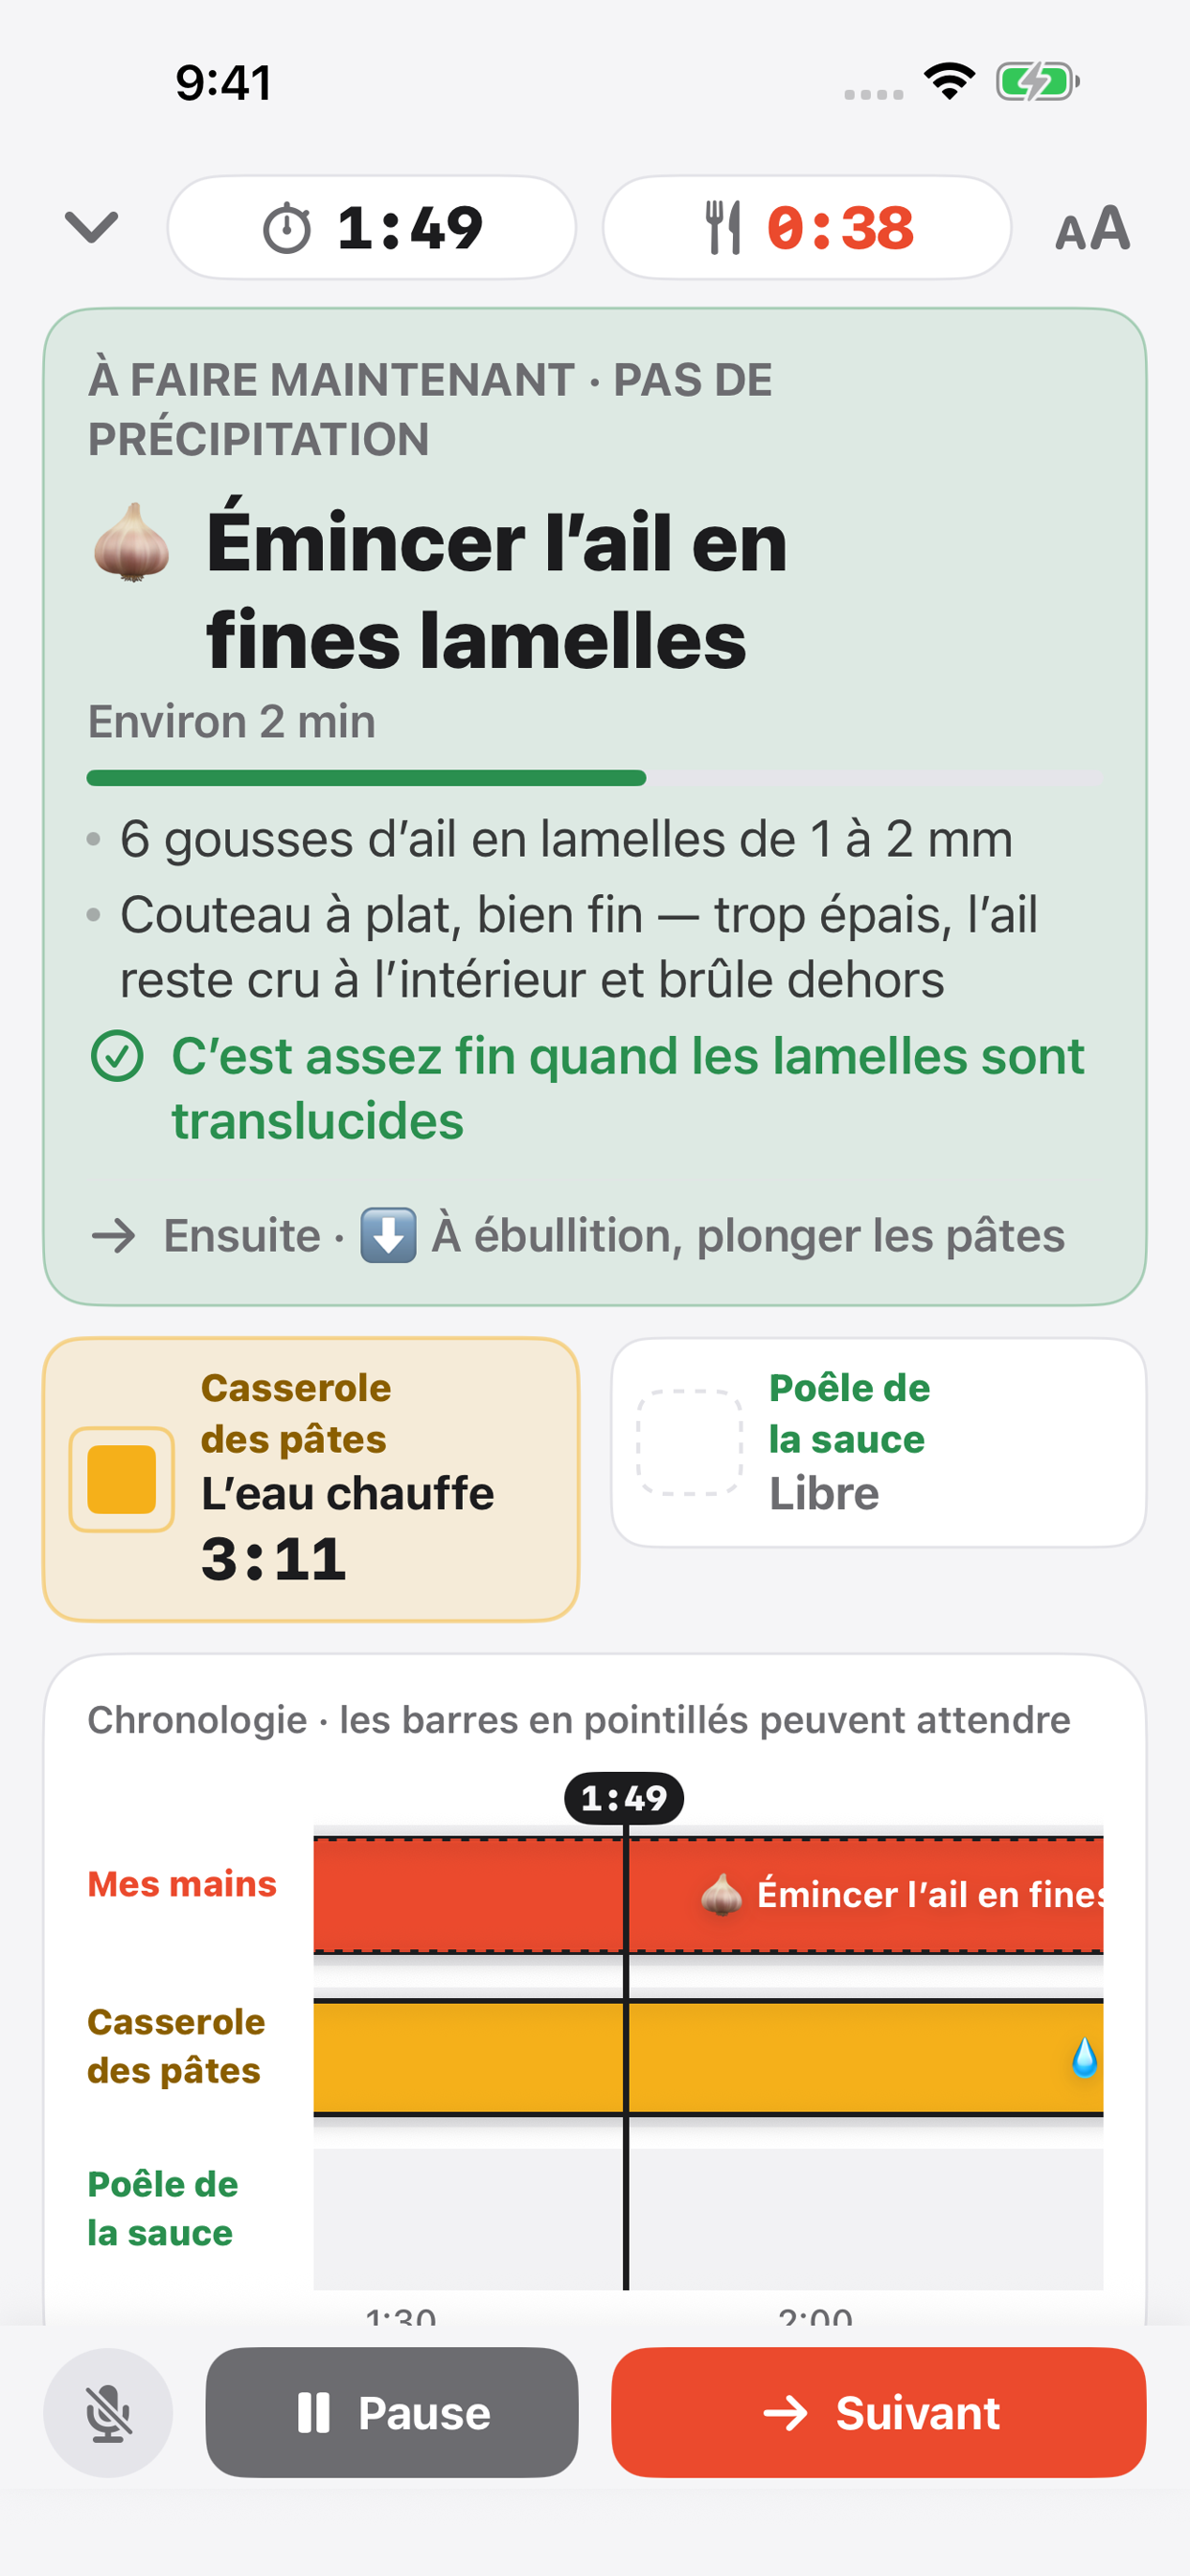 9:41
1:49
0:38
AA
À FAIRE MAINTENANT · PAS DE
PRÉCIPITATION
Émincer l’ail en
fines lamelles
Environ 2 min
• 6 gousses d’ail en lamelles de 1 à 2 mm
• Couteau à plat, bien fin — trop épais, l’ail
reste cru à l’intérieur et brûle dehors
C’est assez fin quand les lamelles sont
translucides
→ Ensuite · ⬇️ À ébullition, plonger les pâtes
Casserole
des pâtes
L’eau chauffe
3:11
Poêle de
la sauce
Libre
Chronologie · les barres en pointillés peuvent attendre
1:49
Mes mains
Émincer l’ail en fines
Casserole
des pâtes
Poêle de
la sauce
1:30
2:00
Pause
→ Suivant